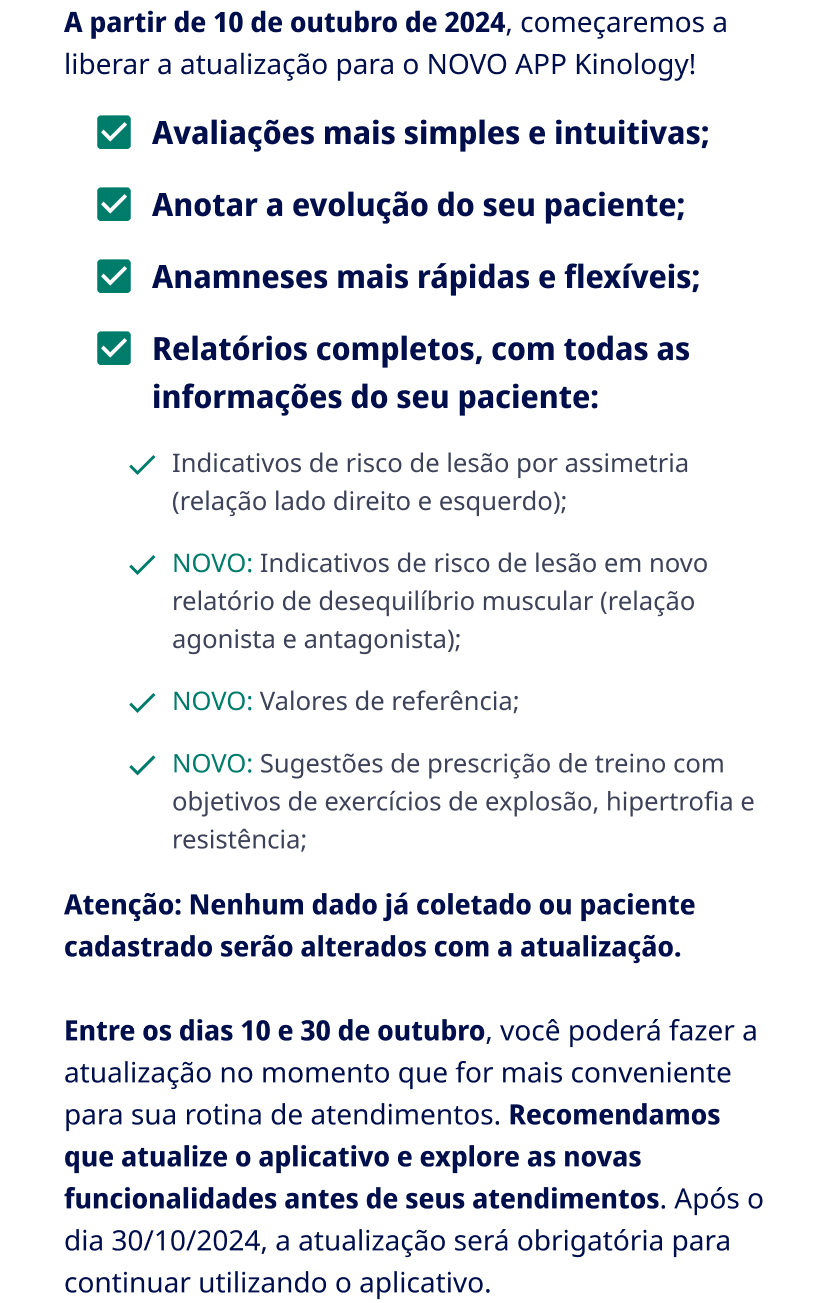 A partir de 10 de outubro de 2024, começaremos a
liberar a atualização para o NOVO APP Kinology!
Avaliações mais simples e intuitivas;
Anotar a evolução do seu paciente;
Anamneses mais rápidas e flexíveis;
Relatórios completos, com todas as
informações do seu paciente:
Indicativos de risco de lesão por assimetria
(relação lado direito e esquerdo);
NOVO: Indicativos de risco de lesão em novo
relatório de desequilíbrio muscular (relação
agonista e antagonista);
NOVO: Valores de referência;
NOVO: Sugestões de prescrição de treino com
objetivos de exercícios de explosão, hipertrofia e
resistência;
Atenção: Nenhum dado já coletado ou paciente
cadastrado serão alterados com a atualização.
Entre os dias 10 e 30 de outubro, você poderá fazer a
atualização no momento que for mais conveniente
para sua rotina de atendimentos. Recomendamos
que atualize o aplicativo e explore as novas
funcionalidades antes de seus atendimentos. Após o
dia 30/10/2024, a atualização será obrigatória para
continuar utilizando o aplicativo.